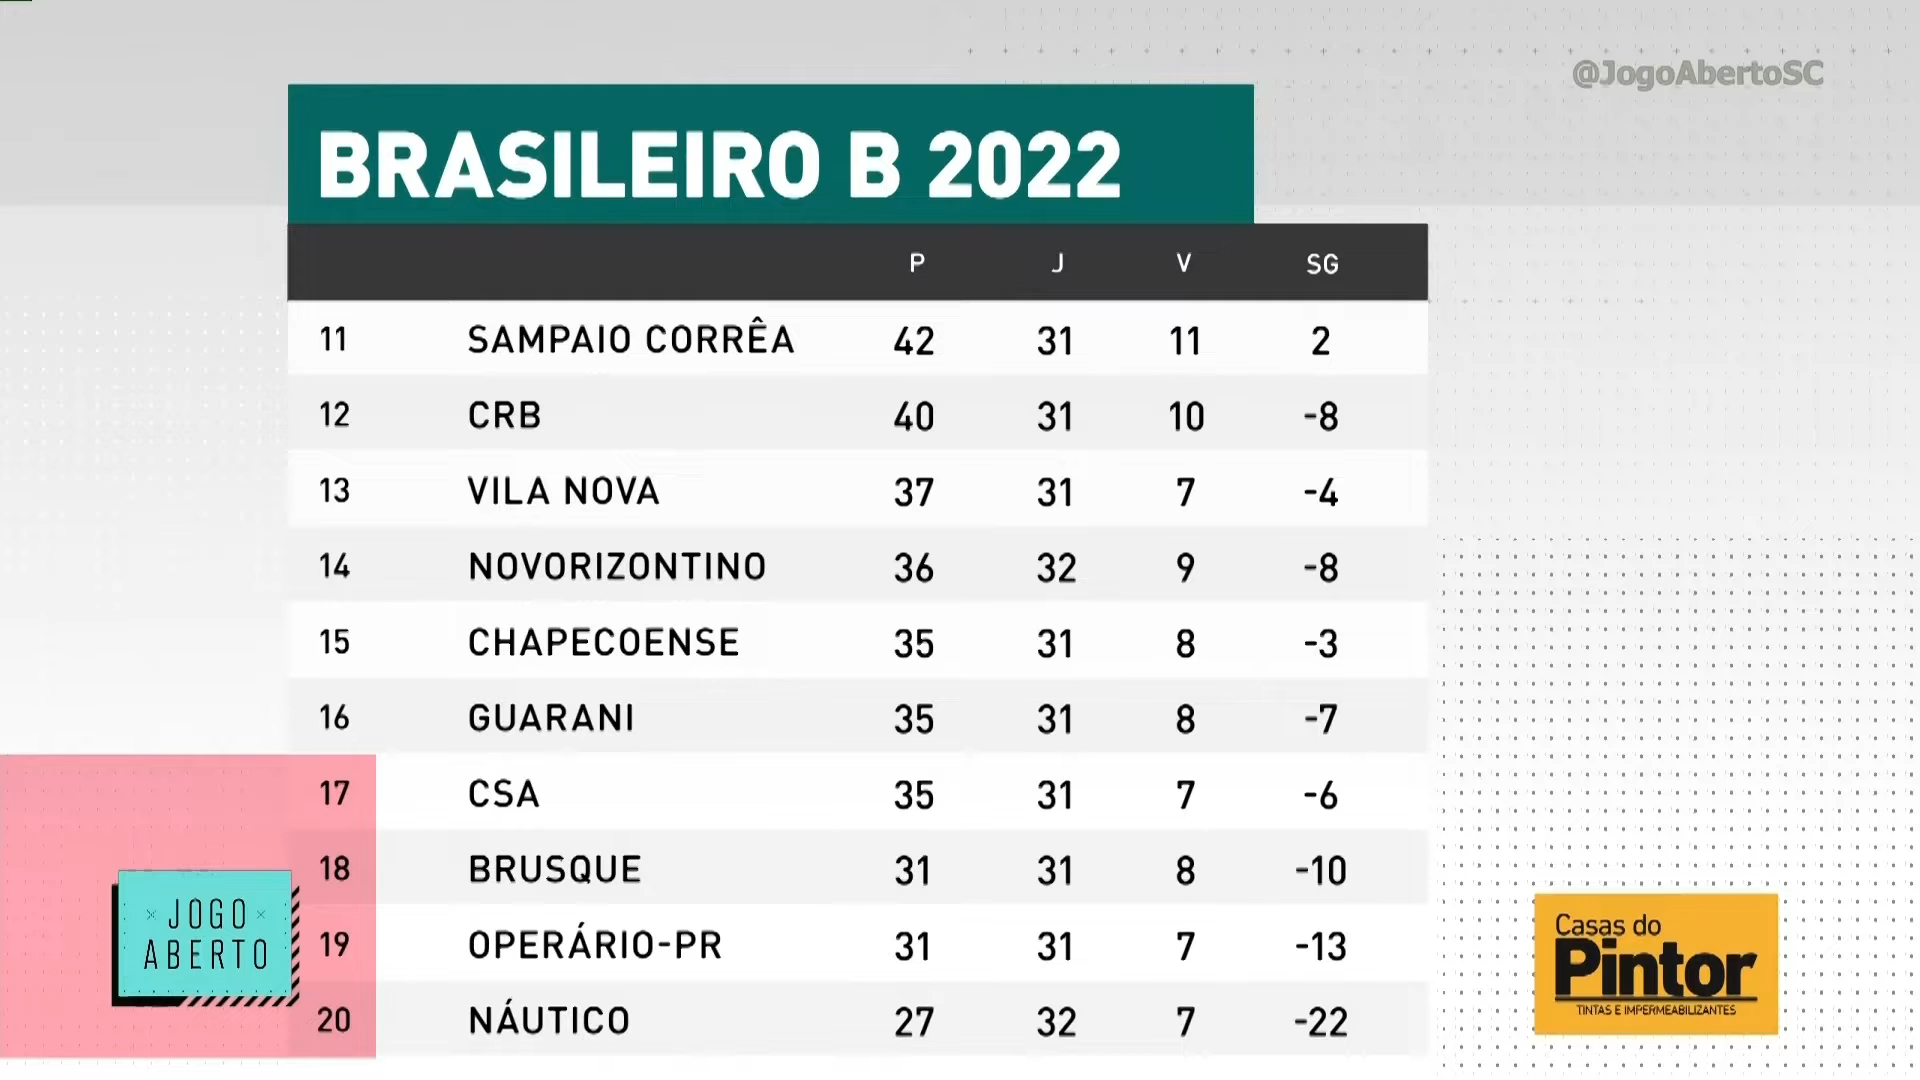 @JogoAbertoSC
BRASILEIRO B 2022
P J V SG
11 SAMPAIO CORRÊA 42 31 11 2
12 CRB 40 31 10 -8
13 VILA NOVA 37 31 7 -4
14 NOVORIZONTINO 36 32 9 -8
15 CHAPECOENSE 35 31 8 -3
16 GUARANI 35 31 8 -7
17 CSA 35 31 7 -6
18 BRUSQUE 31 31 8 -10
19 OPERÁRIO-PR 31 31 7 -13
20 NÁUTICO 27 32 7 -22
JOGO
ABERTO
Casas do
Pintor
TINTAS E IMPERMEABILIZANTES